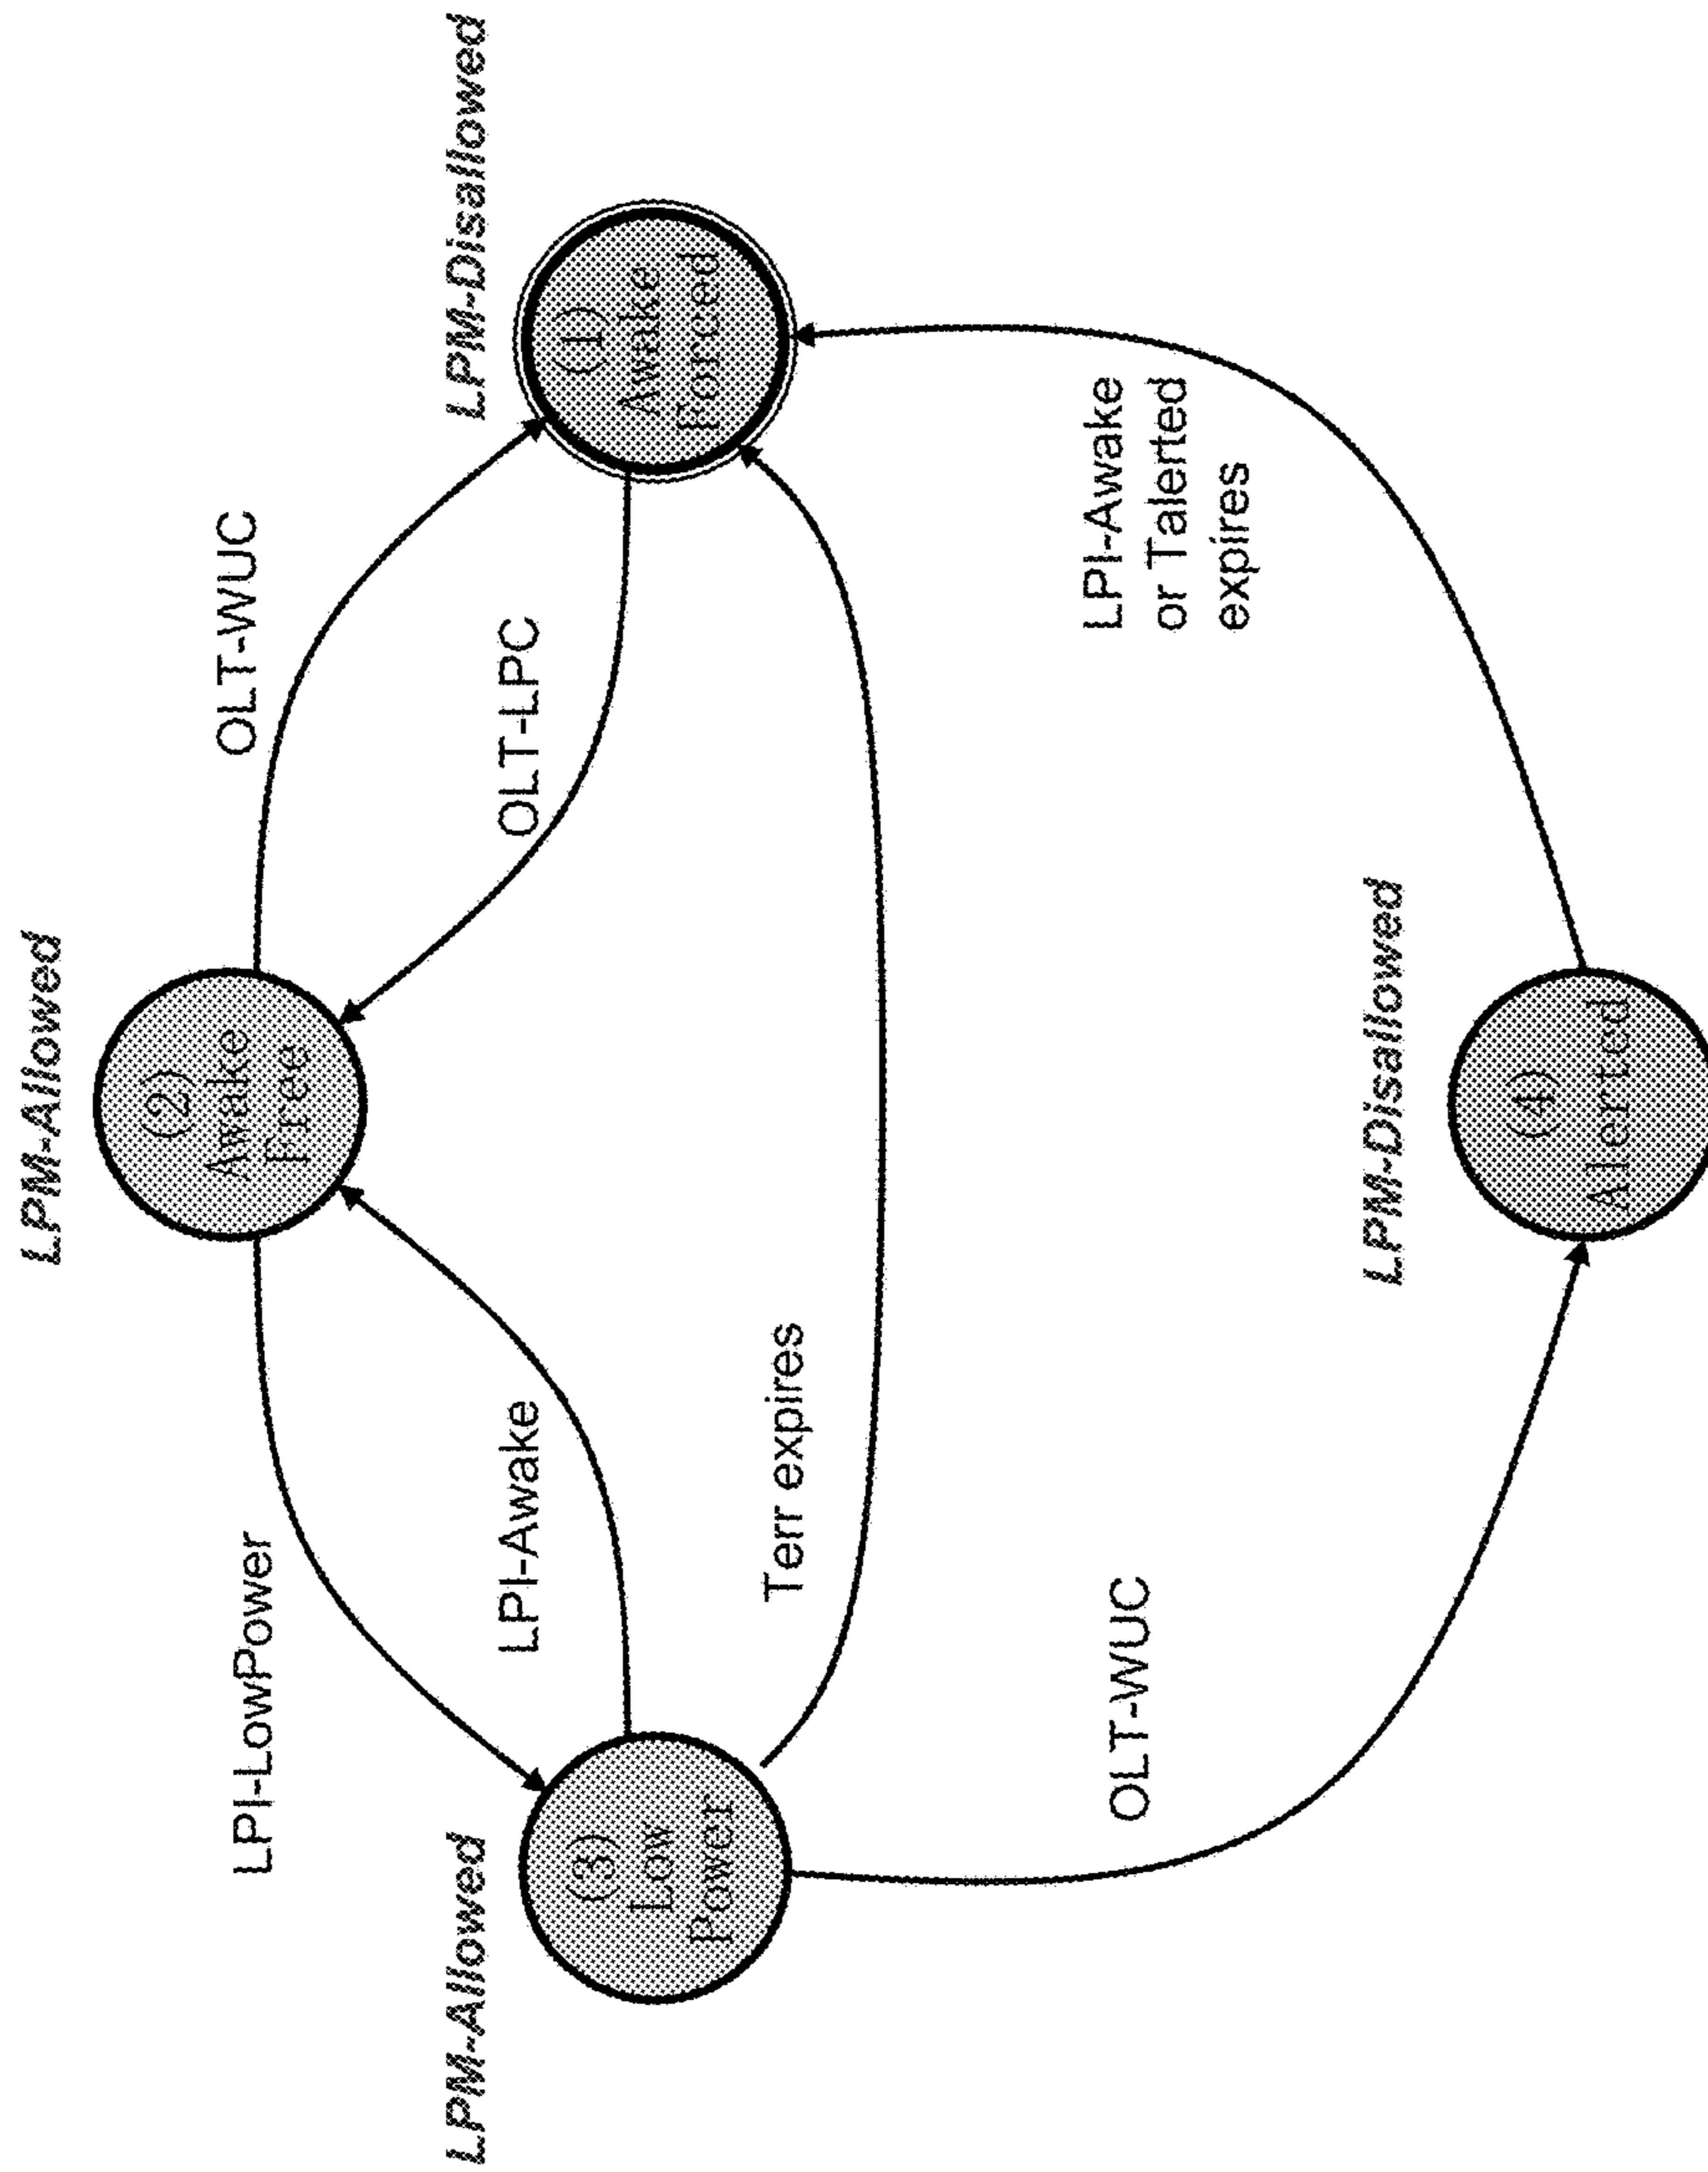 LPM-Allowed
(3)
Low
Power
LPI-LowPower
LPI-Awake
Terr expires
OLT-WUC
LPM-Allowed
(2)
Awake
Free
LPM-Disallowed
(4)
Alerted
OLT-WUC
OLT-LPC
LPI-Awake
or Talerted
expires
LPM-Disallowed
(1)
Awake
Forced